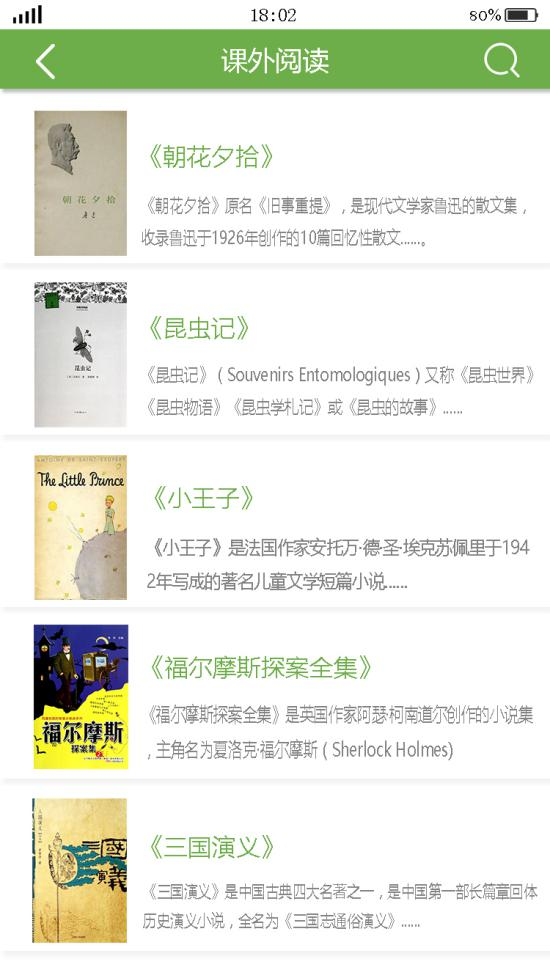 18:02
80%
课外阅读
朝花夕拾
《朝花夕拾》
《朝花夕拾》原名《旧事重提》，是现代文学家鲁迅的散文集，
收录鲁迅于1926年创作的10篇回忆性散文......。
昆虫记
《昆虫记》
《昆虫记》（Souvenirs Entomologiques）又称《昆虫世界》
《昆虫物语》《昆虫学札记》或《昆虫的故事》......
ANTOINE DE SAINT-EXUPÉRY
The Little Prince
《小王子》
《小王子》是法国作家安托万·德·圣·埃克苏佩里于194
2年写成的著名儿童文学短篇小说......
福尔摩斯
探案集
《福尔摩斯探案全集》
《福尔摩斯探案全集》是英国作家阿瑟·柯南道尔创作的小说集
，主角名为夏洛克·福尔摩斯（Sherlock Holmes)
三國
演義
《三国演义》
《三国演义》是中国古典四大名著之一，是中国第一部长篇章回体
历史演义小说，全名为《三国志通俗演义》......